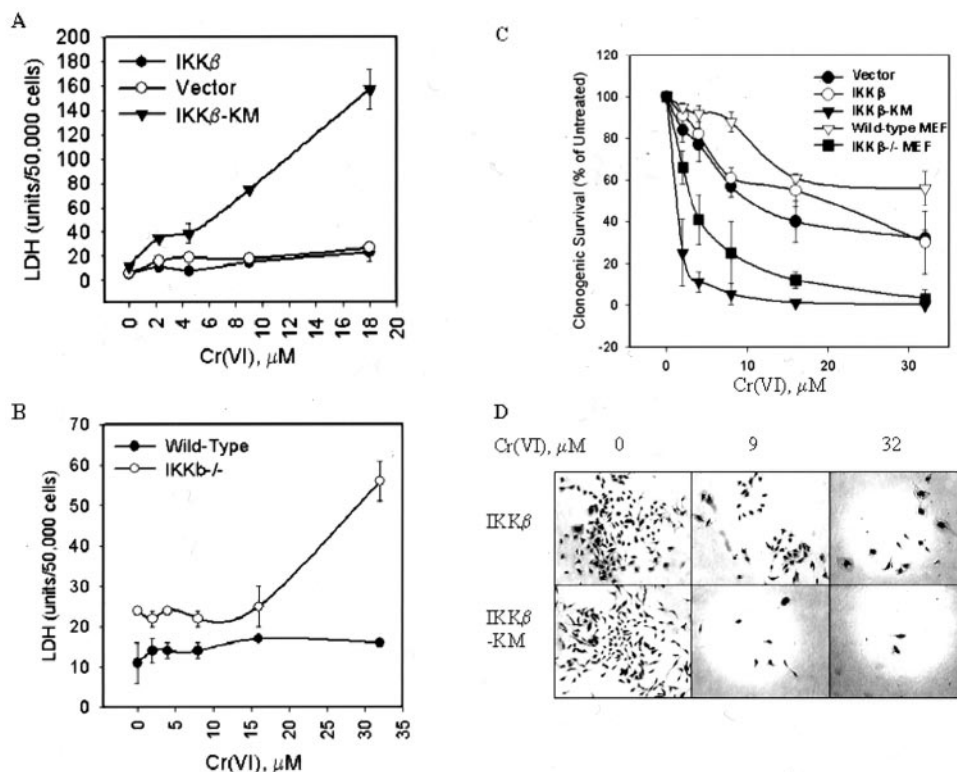 A
LDH (units/50,000 cells)
200
180
160
140
120
100
80
60
40
20
0
IKKβ
Vector
IKKβ-KM
0 2 4 6 8 10 12 14 16 18 20
Cr(VI), μM
B
LDH (units/50,000 cells)
70
60
50
40
30
20
10
0
Wild-Type
IKKb-/-
0 5 10 15 20 25 30 35
Cr(VI), μM
C
Clonogenic Survival (% of Untreated)
120
100
80
60
40
20
0
-20
Vector
IKKβ
IKKβ-KM
Wild-type MEF
IKKβ-/- MEF
0 10 20 30
Cr(VI), μM
D
Cr(VI), μM 0 9 32
IKKβ
IKKβ
-KM